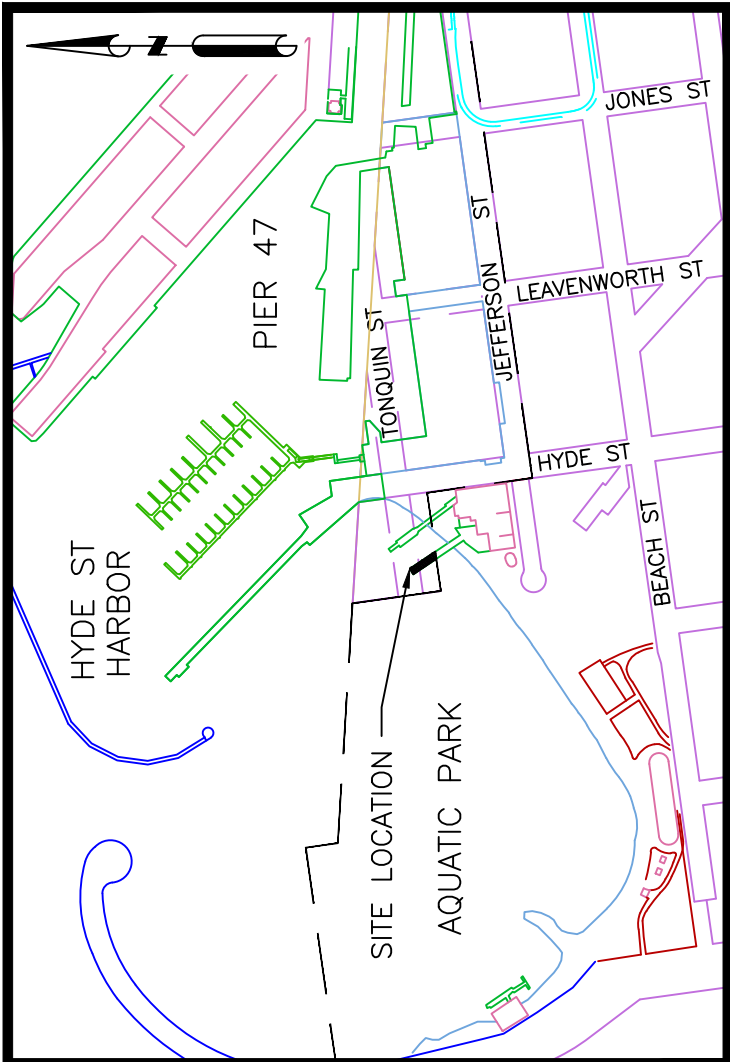 N
JONES ST
PIER 47
JEFFERSON ST
LEAVENWORTH ST
TONQUIN ST
HYDE ST
HYDE ST
HARBOR
BEACH ST
SITE LOCATION
AQUATIC PARK